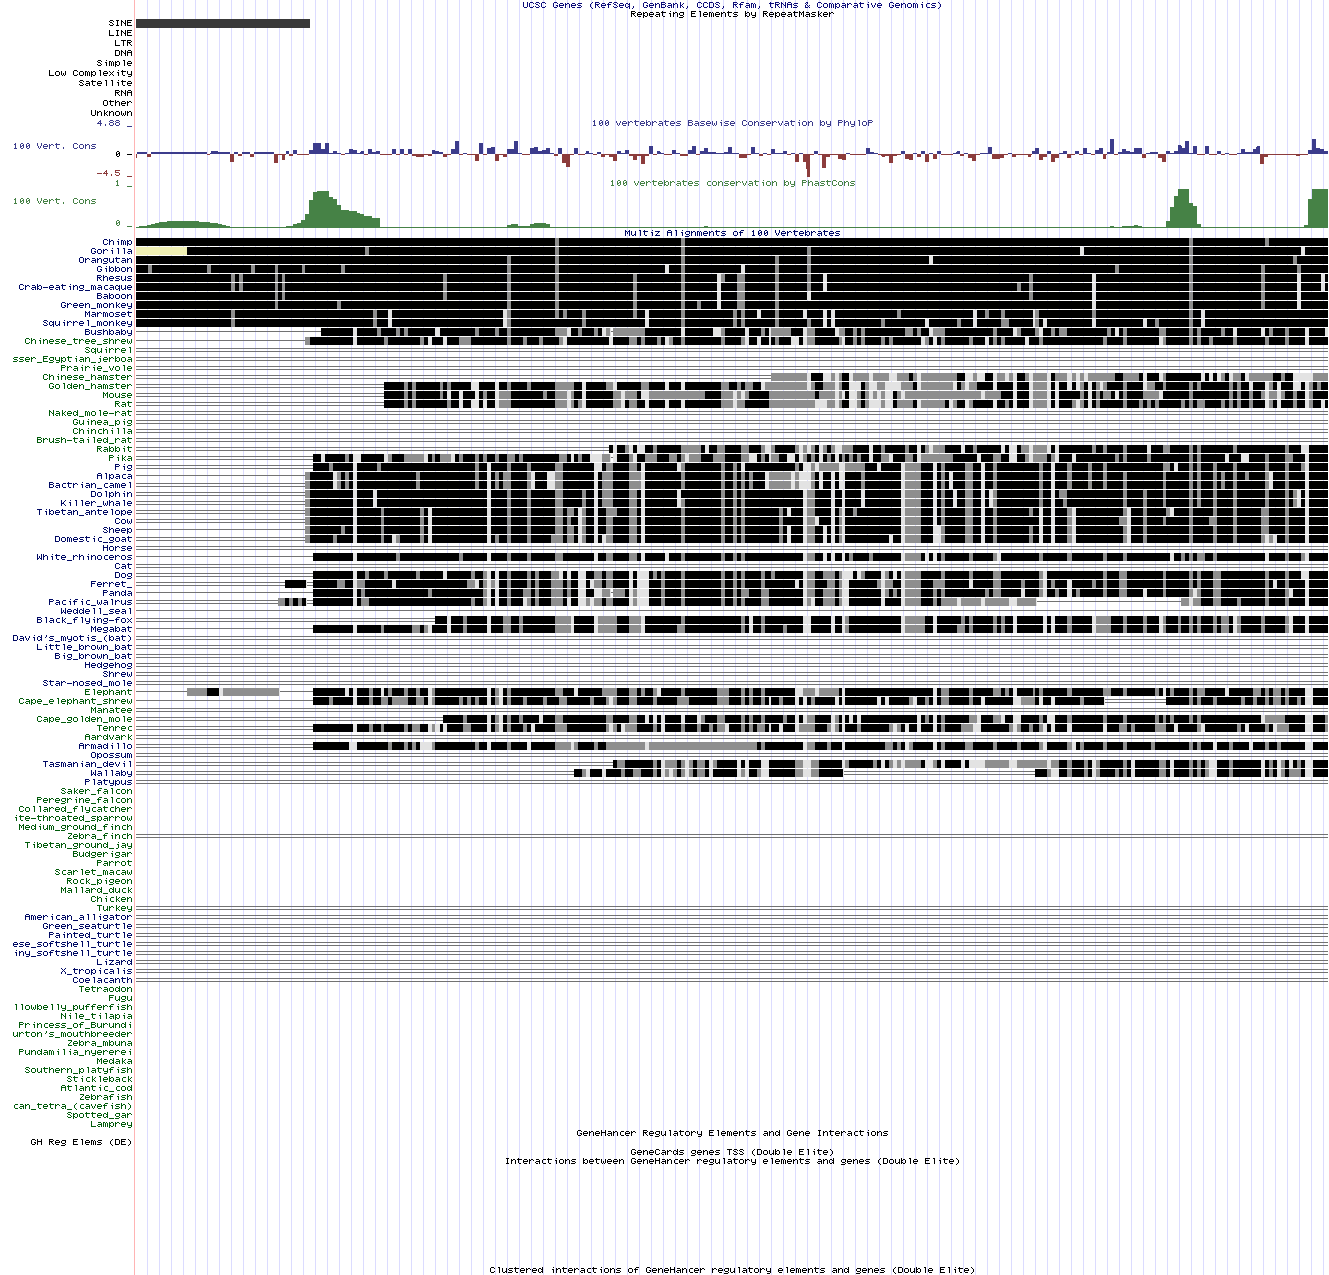 UCSC Genes (RefSeq, GenBank, CCDS, Rfam, tRNAs & Comparative Genomics)
Repeating Elements by RepeatMasker
SINE
LINE
LTR
DNA
Simple
Low Complexity
Satellite
RNA
Other
Unknown
4.88 _
100 vertebrates Basewise Conservation by PhyloP
100 Vert. Cons
0 -
-4.5 _
100 vertebrates conservation by PhastCons
1 _
100 Vert. Cons
0 _
Multiz Alignments of 100 Vertebrates
Chimp
Gorilla
Orangutan
Gibbon
Rhesus
Crab-eating_macaque
Baboon
Green_monkey
Marmoset
Squirrel_monkey
Bushbaby
Chinese_tree_shrew
Squirrel
sser_Egyptian_jerboa
Prairie_vole
Chinese_hamster
Golden_hamster
Mouse
Rat
Naked_mole-rat
Guinea_pig
Chinchilla
Brush-tailed_rat
Rabbit
Pika
Pig
Alpaca
Bactrian_camel
Dolphin
Killer_whale
Tibetan_antelope
Cow
Sheep
Domestic_goat
Horse
White_rhinoceros
Cat
Dog
Ferret_
Panda
Pacific_walrus
Weddell_seal
Black_flying-fox
Megabat
David's_myotis_(bat)
Little_brown_bat
Big_brown_bat
Hedgehog
Shrew
Star-nosed_mole
Elephant
Cape_elephant_shrew
Manatee
Cape_golden_mole
Tenrec
Aardvark
Armadillo
Opossum
Tasmanian_devil
Wallaby
Platypus
Saker_falcon
Peregrine_falcon
Collared_flycatcher
ite-throated_sparrow
Medium_ground_finch
Zebra_finch
Tibetan_ground_jay
Budgerigar
Parrot
Scarlet_macaw
Rock_pigeon
Mallard_duck
Chicken
Turkey
American_alligator
Green_seaturtle
Painted_turtle
ese_softshell_turtle
iny_softshell_turtle
Lizard
X_tropicalis
Coelacanth
Tetraodon
Fugu
llowbelly_pufferfish
Nile_tilapia
Princess_of_Burundi
urton's_mouthbreeder
Zebra_mbuna
Pundamilia_nyererei
Medaka
Southern_platyfish
Stickleback
Atlantic_cod
Zebrafish
can_tetra_(cavefish)
Spotted_gar
Lamprey
GeneHancer Regulatory Elements and Gene Interactions
GH Reg Elems (DE)
GeneCards genes TSS (Double Elite)
Interactions between GeneHancer regulatory elements and genes (Double Elite)
Clustered interactions of GeneHancer regulatory elements and genes (Double Elite)